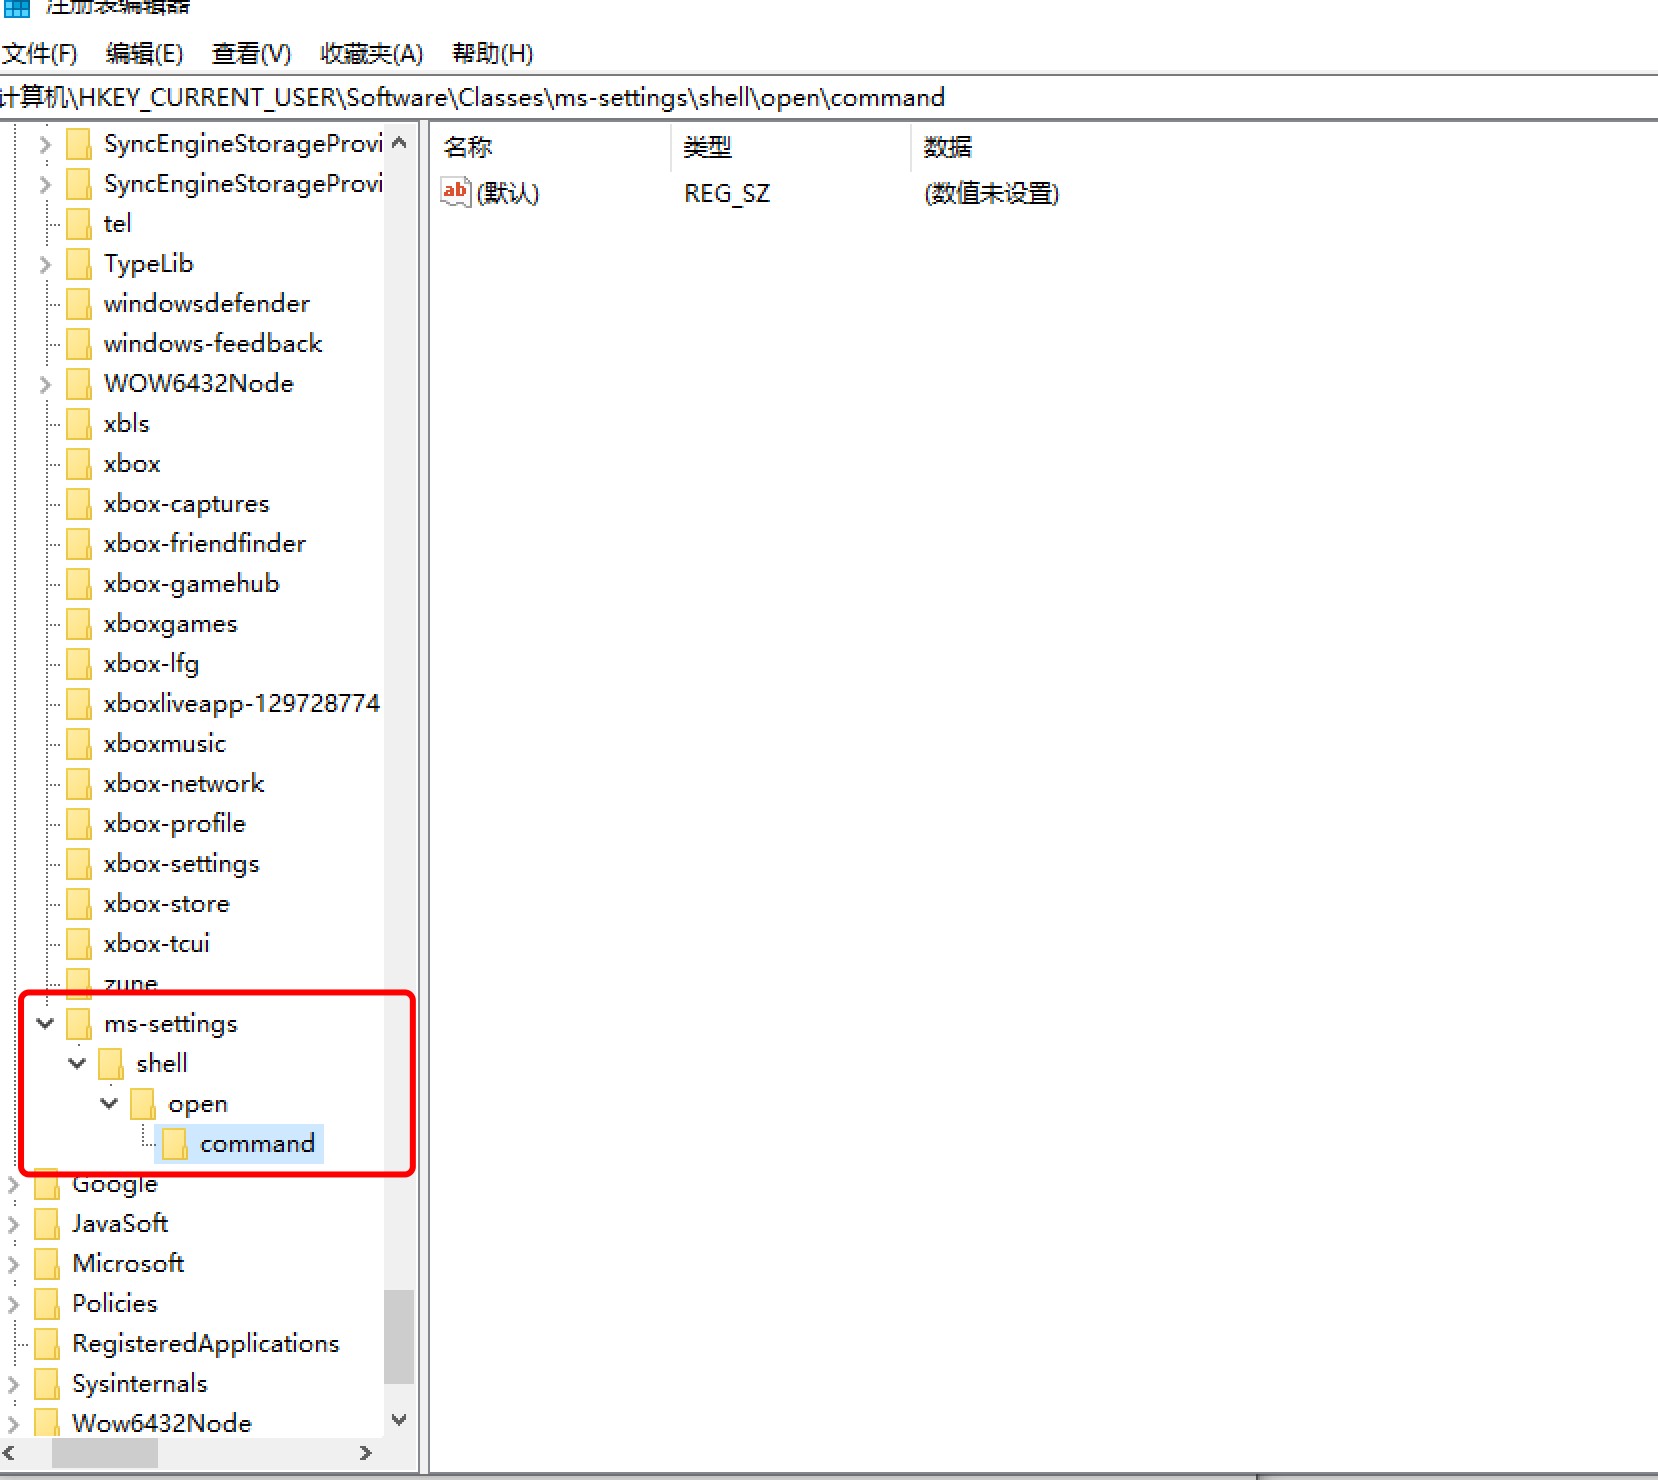 注册表编辑器
文件(F) 编辑(E) 查看(V) 收藏夹(A) 帮助(H)
计算机\HKEY_CURRENT_USER\Software\Classes\ms-settings\shell\open\command
SyncEngineStorageProvi
SyncEngineStorageProvi
tel
TypeLib
windowsdefender
windows-feedback
WOW6432Node
xbls
xbox
xbox-captures
xbox-friendfinder
xbox-gamehub
xboxgames
xbox-lfg
xboxliveapp-129728774
xboxmusic
xbox-network
xbox-profile
xbox-settings
xbox-store
xbox-tcui
zune
ms-settings
shell
open
command
Google
JavaSoft
Microsoft
Policies
RegisteredApplications
Sysinternals
Wow6432Node
名称 类型 数据
ab (默认) REG_SZ (数值未设置)